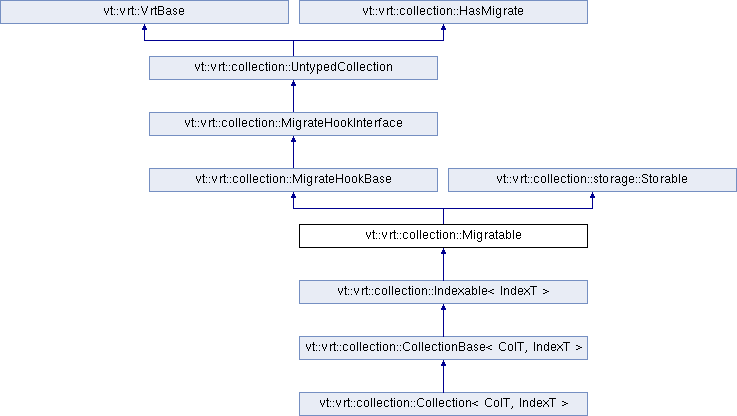 vt::vrt::VrtBase
vt::vrt::collection::HasMigrate
vt::vrt::collection::UntypedCollection
vt::vrt::collection::MigrateHookInterface
vt::vrt::collection::MigrateHookBase
vt::vrt::collection::storage::Storable
vt::vrt::collection::Migratable
vt::vrt::collection::Indexable< IndexT >
vt::vrt::collection::CollectionBase< ColT, IndexT >
vt::vrt::collection::Collection< ColT, IndexT >